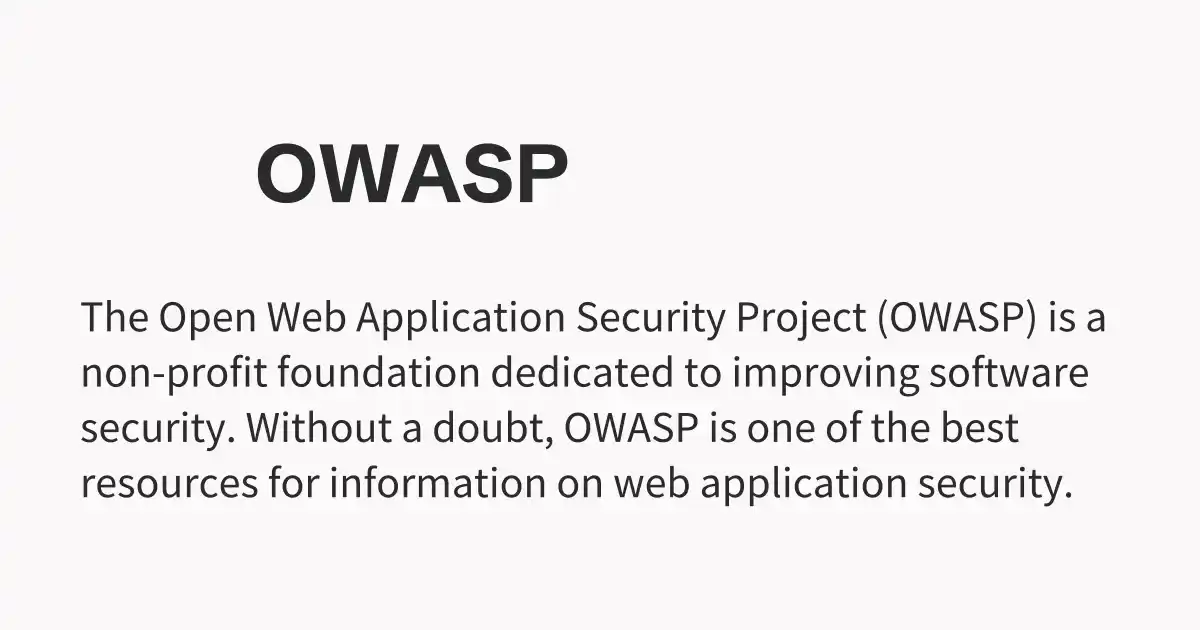 OWASP
The Open Web Application Security Project (OWASP) is a
non-profit foundation dedicated to improving software
security. Without a doubt, OWASP is one of the best
resources for information on web application security.